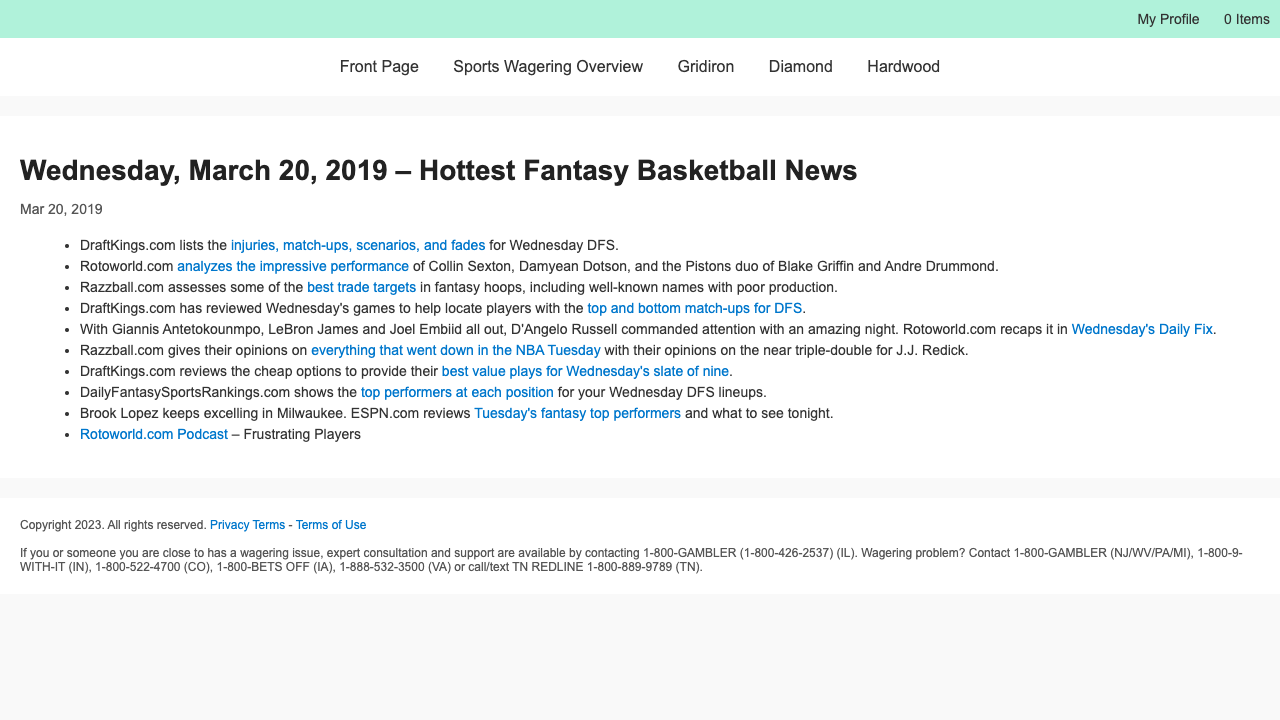 My Profile 0 Items
Front Page Sports Wagering Overview Gridiron Diamond Hardwood
Wednesday, March 20, 2019 – Hottest Fantasy Basketball News
Mar 20, 2019
• DraftKings.com lists the injuries, match-ups, scenarios, and fades for Wednesday DFS.
• Rotoworld.com analyzes the impressive performance of Collin Sexton, Damyean Dotson, and the Pistons duo of Blake Griffin and Andre Drummond.
• Razzball.com assesses some of the best trade targets in fantasy hoops, including well-known names with poor production.
• DraftKings.com has reviewed Wednesday's games to help locate players with the top and bottom match-ups for DFS.
• With Giannis Antetokounmpo, LeBron James and Joel Embiid all out, D'Angelo Russell commanded attention with an amazing night. Rotoworld.com recaps it in Wednesday's Daily Fix.
• Razzball.com gives their opinions on everything that went down in the NBA Tuesday with their opinions on the near triple-double for J.J. Redick.
• DraftKings.com reviews the cheap options to provide their best value plays for Wednesday's slate of nine.
• DailyFantasySportsRankings.com shows the top performers at each position for your Wednesday DFS lineups.
• Brook Lopez keeps excelling in Milwaukee. ESPN.com reviews Tuesday's fantasy top performers and what to see tonight.
• Rotoworld.com Podcast – Frustrating Players
Copyright 2023. All rights reserved. Privacy Terms - Terms of Use
If you or someone you are close to has a wagering issue, expert consultation and support are available by contacting 1-800-GAMBLER (1-800-426-2537) (IL). Wagering problem? Contact 1-800-GAMBLER (NJ/WV/PA/MI), 1-800-9-
WITH-IT (IN), 1-800-522-4700 (CO), 1-800-BETS OFF (IA), 1-888-532-3500 (VA) or call/text TN REDLINE 1-800-889-9789 (TN).